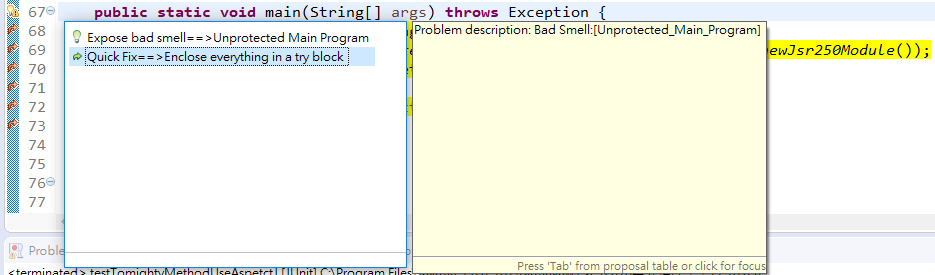 67 public static void main(String[] args) throws Exception {
Expose bad smell==>Unprotected Main Program
Quick Fix==>Enclose everything in a try block
Problem description: Bad Smell:[Unprotected_Main_Program]
68
69 ewJsr250Module());
70
71
72
73
74
75
76
77
Press 'Tab' from proposal table or click for focus
Problem
<terminated> testTomightyMethodUseAspetct1 [JUnit] C:\Program Files